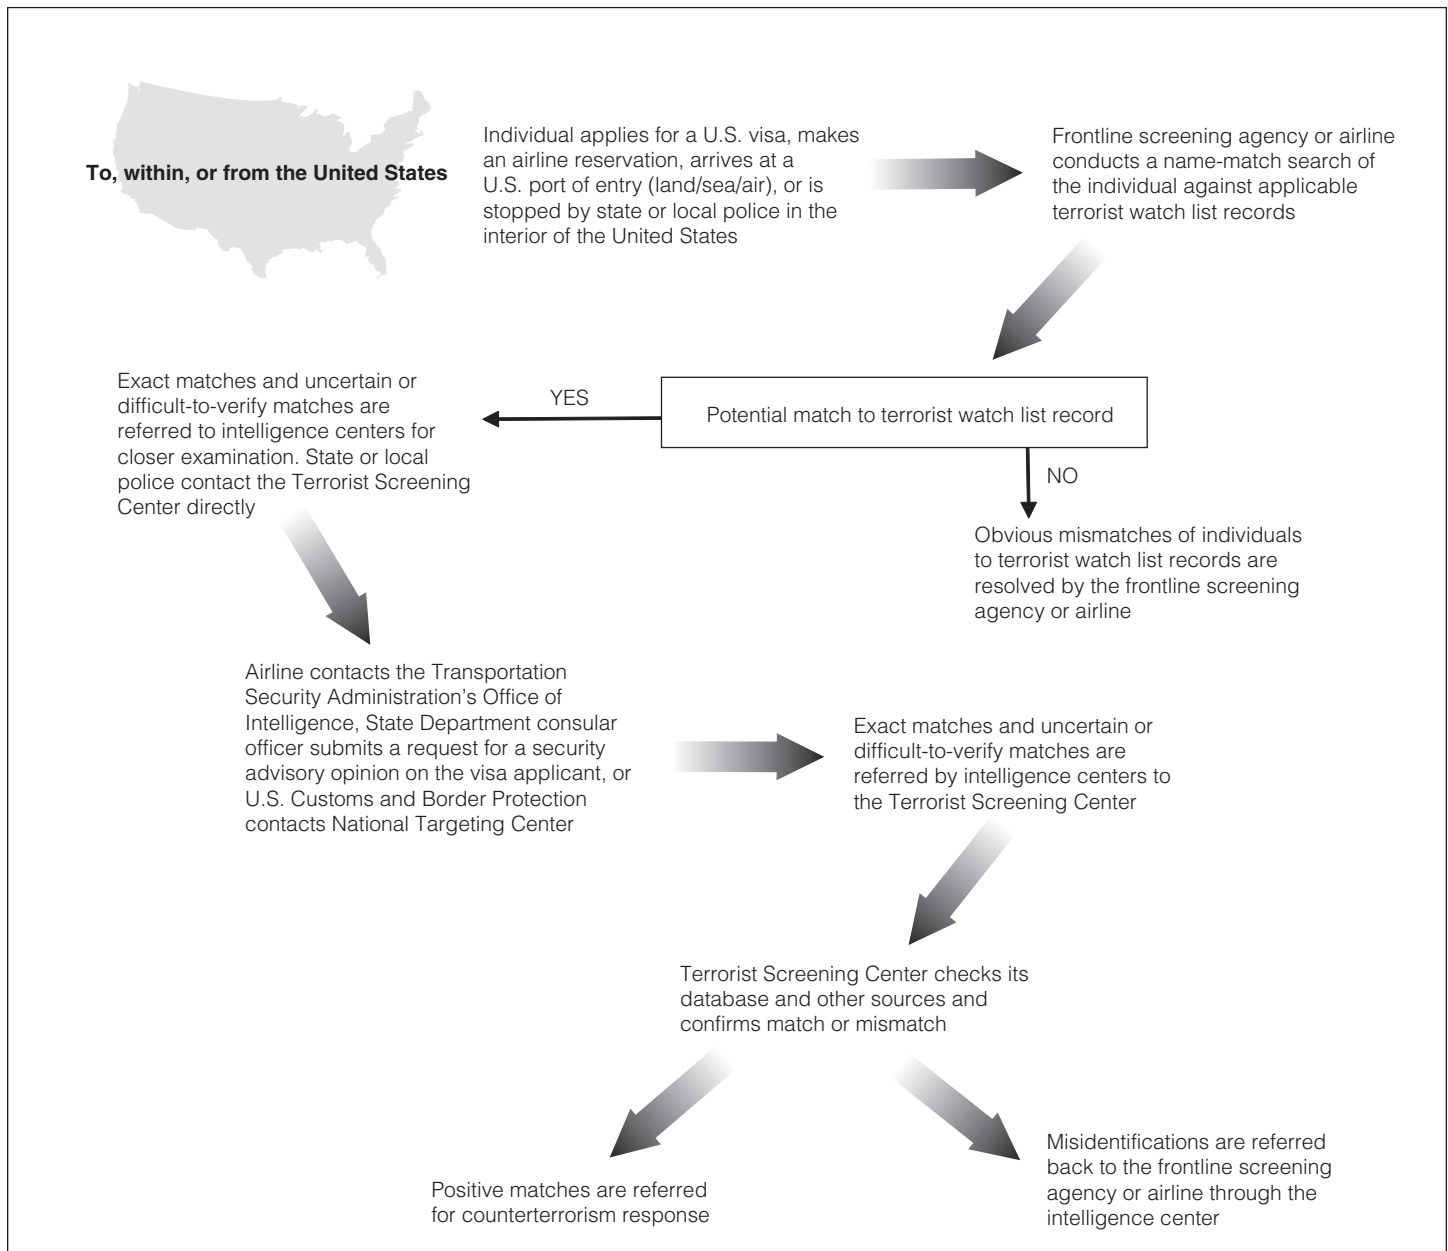 To, within, or from the United States
Individual applies for a U.S. visa, makes
an airline reservation, arrives at a
U.S. port of entry (land/sea/air), or is
stopped by state or local police in the
interior of the United States
Frontline screening agency or airline
conducts a name-match search of
the individual against applicable
terrorist watch list records
Potential match to terrorist watch list record
YES
NO
Exact matches and uncertain or
difficult-to-verify matches are
referred to intelligence centers for
closer examination. State or local
police contact the Terrorist Screening
Center directly
Obvious mismatches of individuals
to terrorist watch list records are
resolved by the frontline screening
agency or airline
Airline contacts the Transportation
Security Administration’s Office of
Intelligence, State Department consular
officer submits a request for a security
advisory opinion on the visa applicant, or
U.S. Customs and Border Protection
contacts National Targeting Center
Exact matches and uncertain or
difficult-to-verify matches are
referred by intelligence centers to
the Terrorist Screening Center
Terrorist Screening Center checks its
database and other sources and
confirms match or mismatch
Positive matches are referred
for counterterrorism response
Misidentifications are referred
back to the frontline screening
agency or airline through the
intelligence center